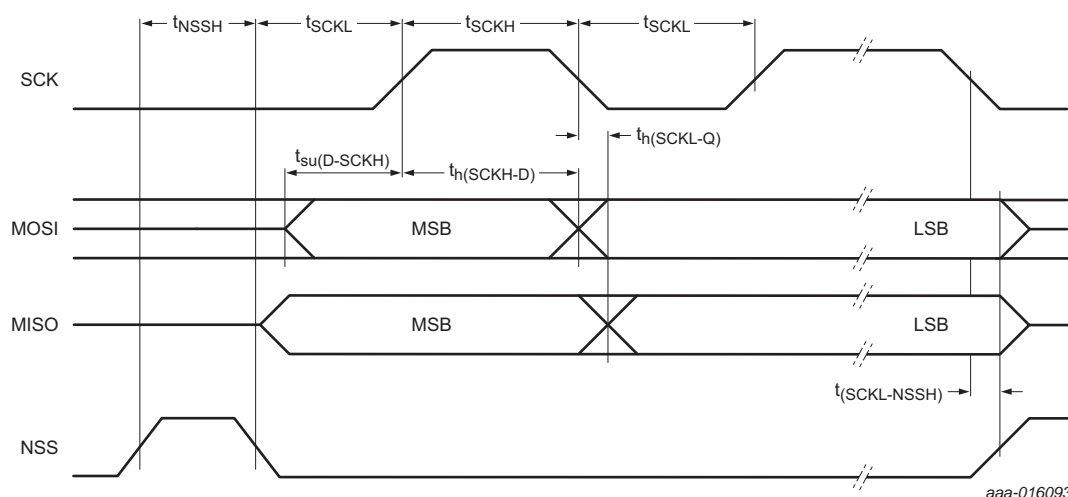 tNSSH tSCKL tSCKH tSCKL
SCK
th(SCKL-Q)
tsu(D-SCKH)
th(SCKH-D)
MOSI MSB LSB
MISO MSB LSB
t(SCKL-NSSH)
NSS
aaa-016093